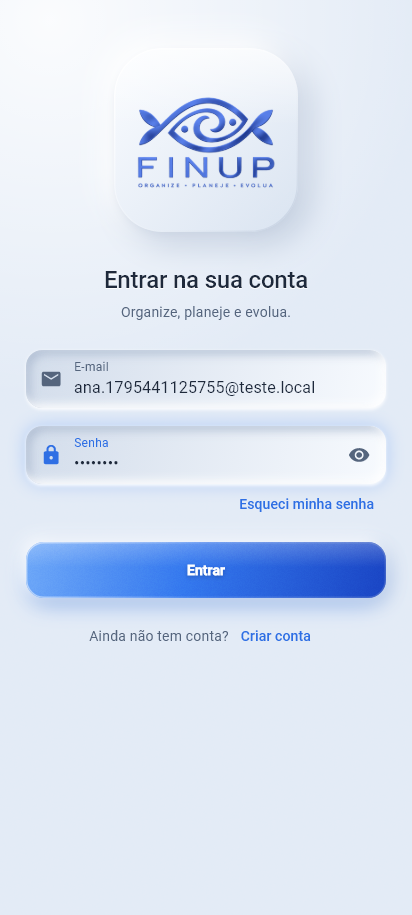 FINUP
ORGANIZE • PLANEJE • EVOLUA
Entrar na sua conta
Organize, planeje e evolua.
E-mail
ana.1795441125755@teste.local
Senha
••••••••
Esqueci minha senha
Entrar
Ainda não tem conta? Criar conta